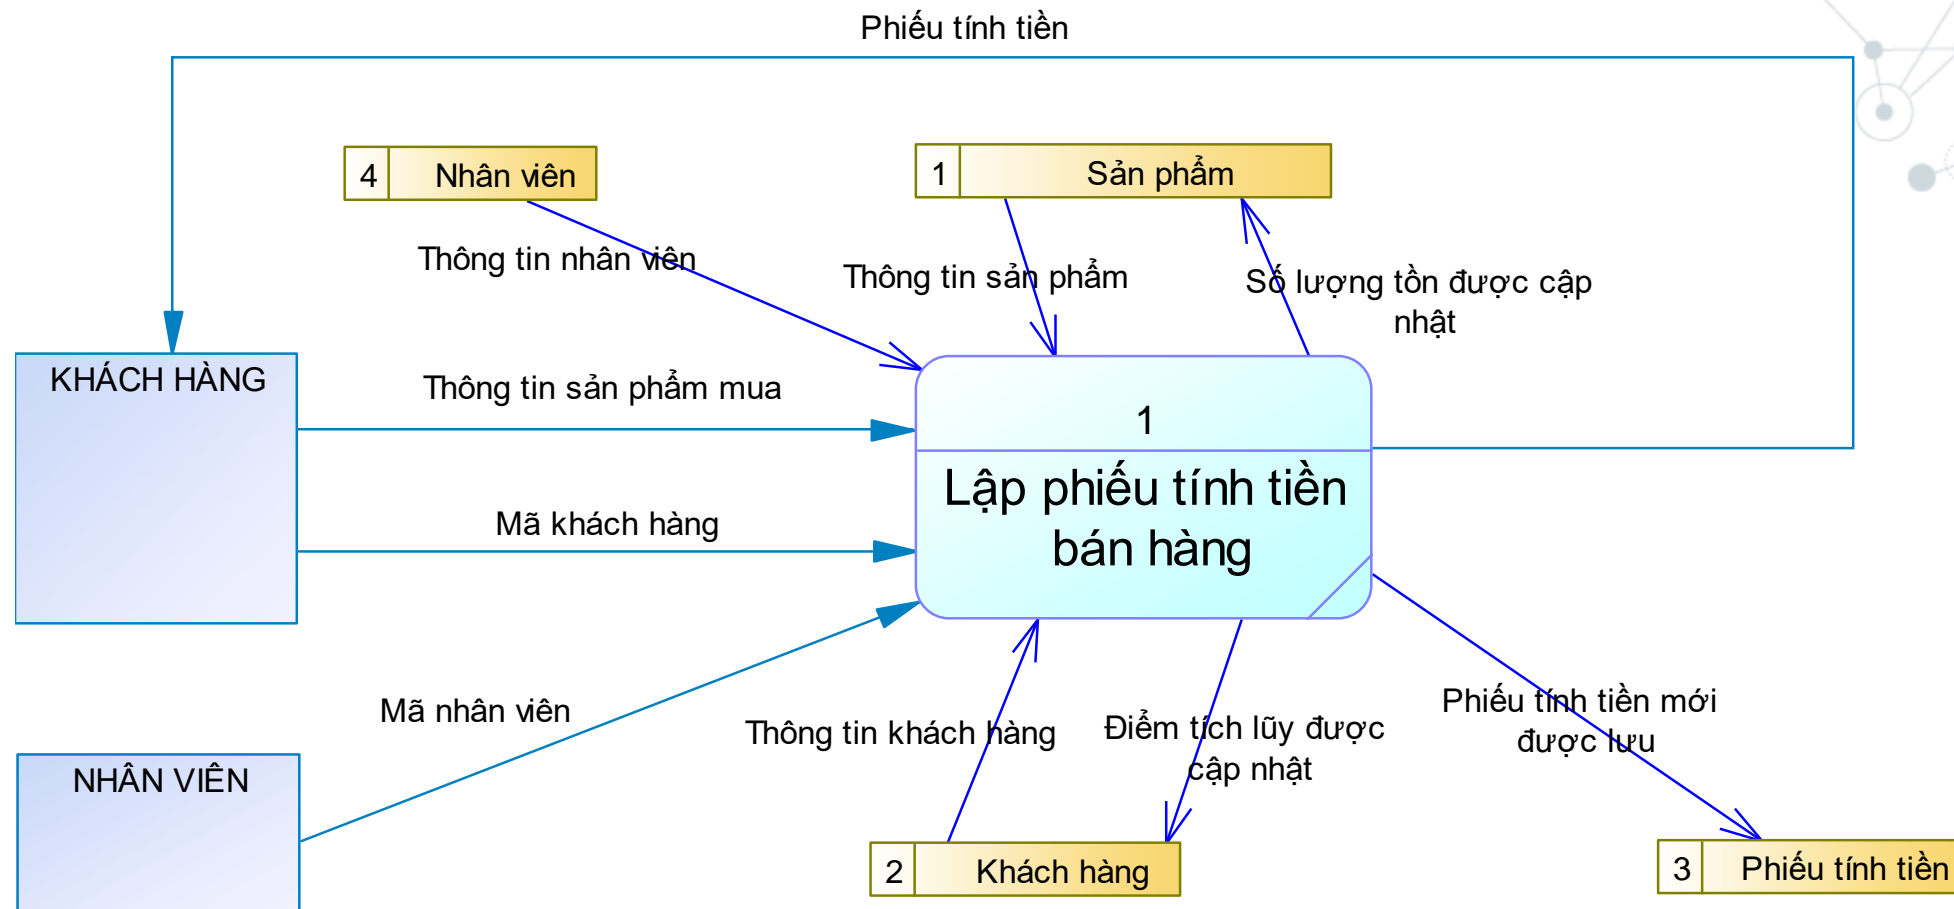 Phiếu tính tiền
4 Nhân viên
1 Sản phẩm
Thông tin nhân viên
Thông tin sản phẩm
Số lượng tồn được cập
nhật
KHÁCH HÀNG
Thông tin sản phẩm mua
1
Lập phiếu tính tiền
bán hàng
Mã khách hàng
Mã nhân viên
Thông tin khách hàng
Điểm tích lũy được
cập nhật
Phiếu tính tiền mới
được lưu
NHÂN VIÊN
2 Khách hàng
3 Phiếu tính tiền